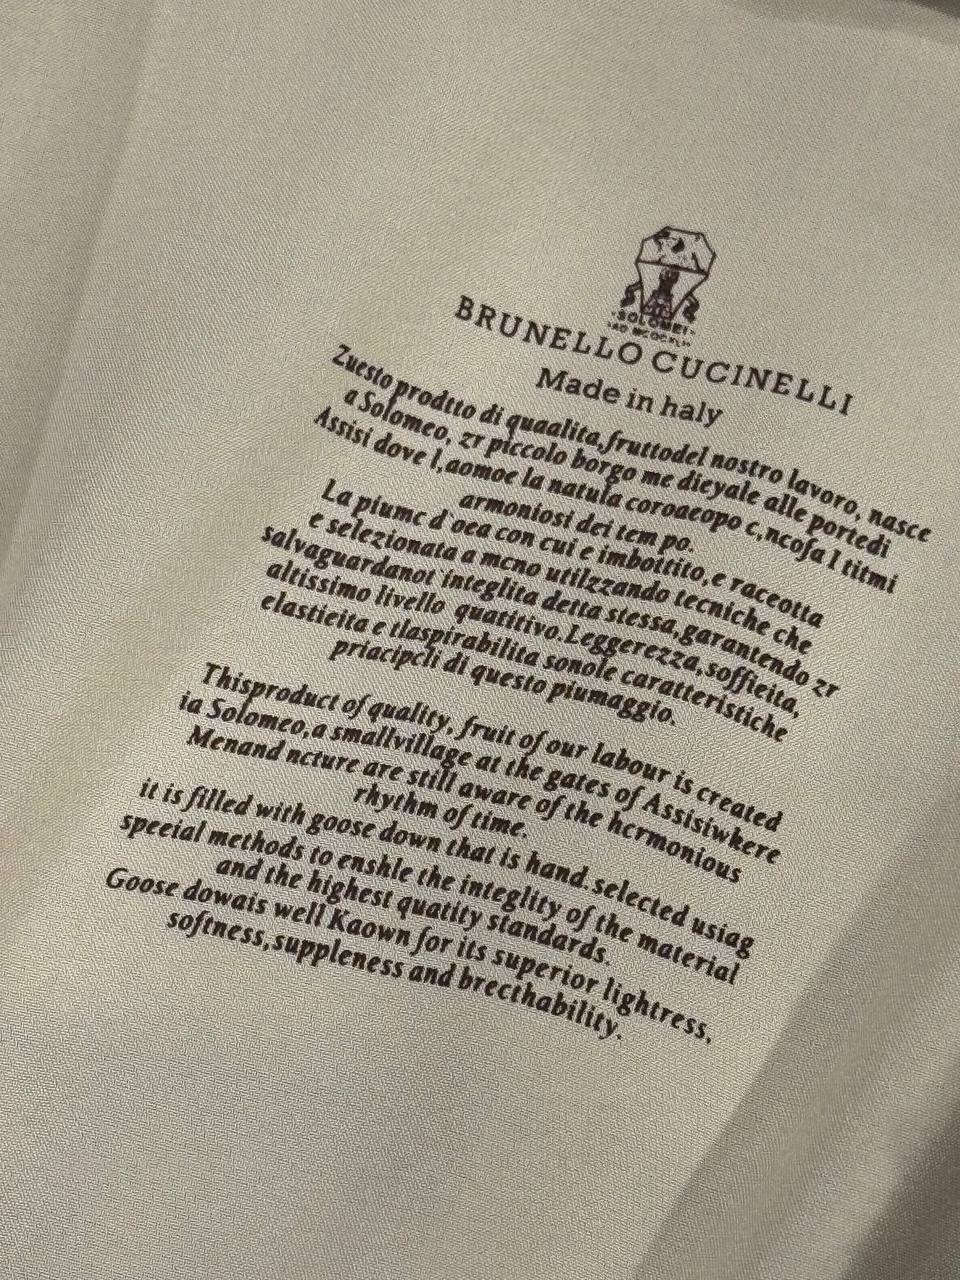 SOLOMEI
BRUNELLO CUCINELLI
Made in haly
Zuesto prodtto di quaalita,fruttodel nostro lavoro, nasce
a Solomeo, zr piccolo borgo me dieyale alle portedi
Assisi dove l,aomoe la natula coroaeopo c,ncofa l titmi
armoniosi dei tem po.
La piumc d'oea con cui e imbottito,e raceotta
e selezionata a mcno utilzzando tecniche che
salvaguardanot'integlita detta stessa,garantendo zr
altissimo livello quatitivo.Leggerezza,soffieita,
elastieita e tlaspirabilita sonole caratteristiche
priacipcli di questo piumaggio.
Thisproduct of quality, fruit of our labour is created
ia Solomeo,a smallvillage at the gates of Assisiwkere
Menand ncture are still aware of the hcrmonious
rhythm of time.
it is filled with goose down that is hand.selected usiag
speeial methods to enshle the integlity of the material
and the highest quatity standards.
Goose dowais well Kaown for its superior lightress,
softness,suppleness and brecthability.